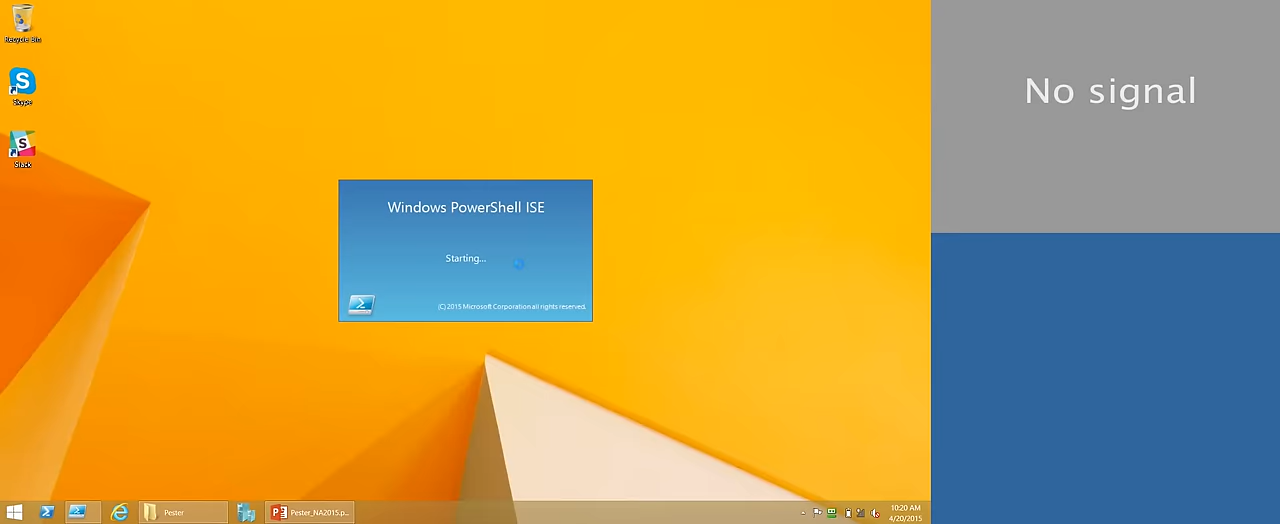 Recycle Bin
Skype
Slack
Windows PowerShell ISE
Starting...
(C) 2015 Microsoft Corporation all rights reserved.
No signal
Pester
Pester_NA2015.p...
10:20 AM
4/20/2015